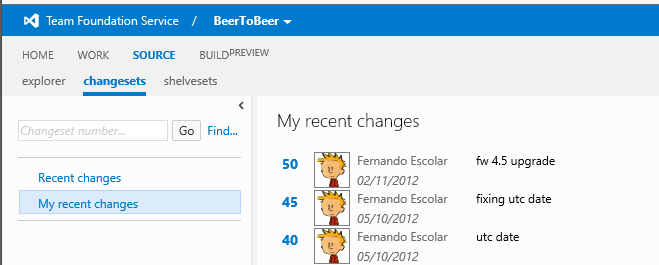 Team Foundation Service / BeerToBeer
HOME WORK SOURCE BUILD PREVIEW
explorer changesets shelvesets
Changeset number... Go Find...
Recent changes
My recent changes
My recent changes
50 Fernando Escolar fw 4.5 upgrade
02/11/2012
45 Fernando Escolar fixing utc date
05/10/2012
40 Fernando Escolar utc date
05/10/2012